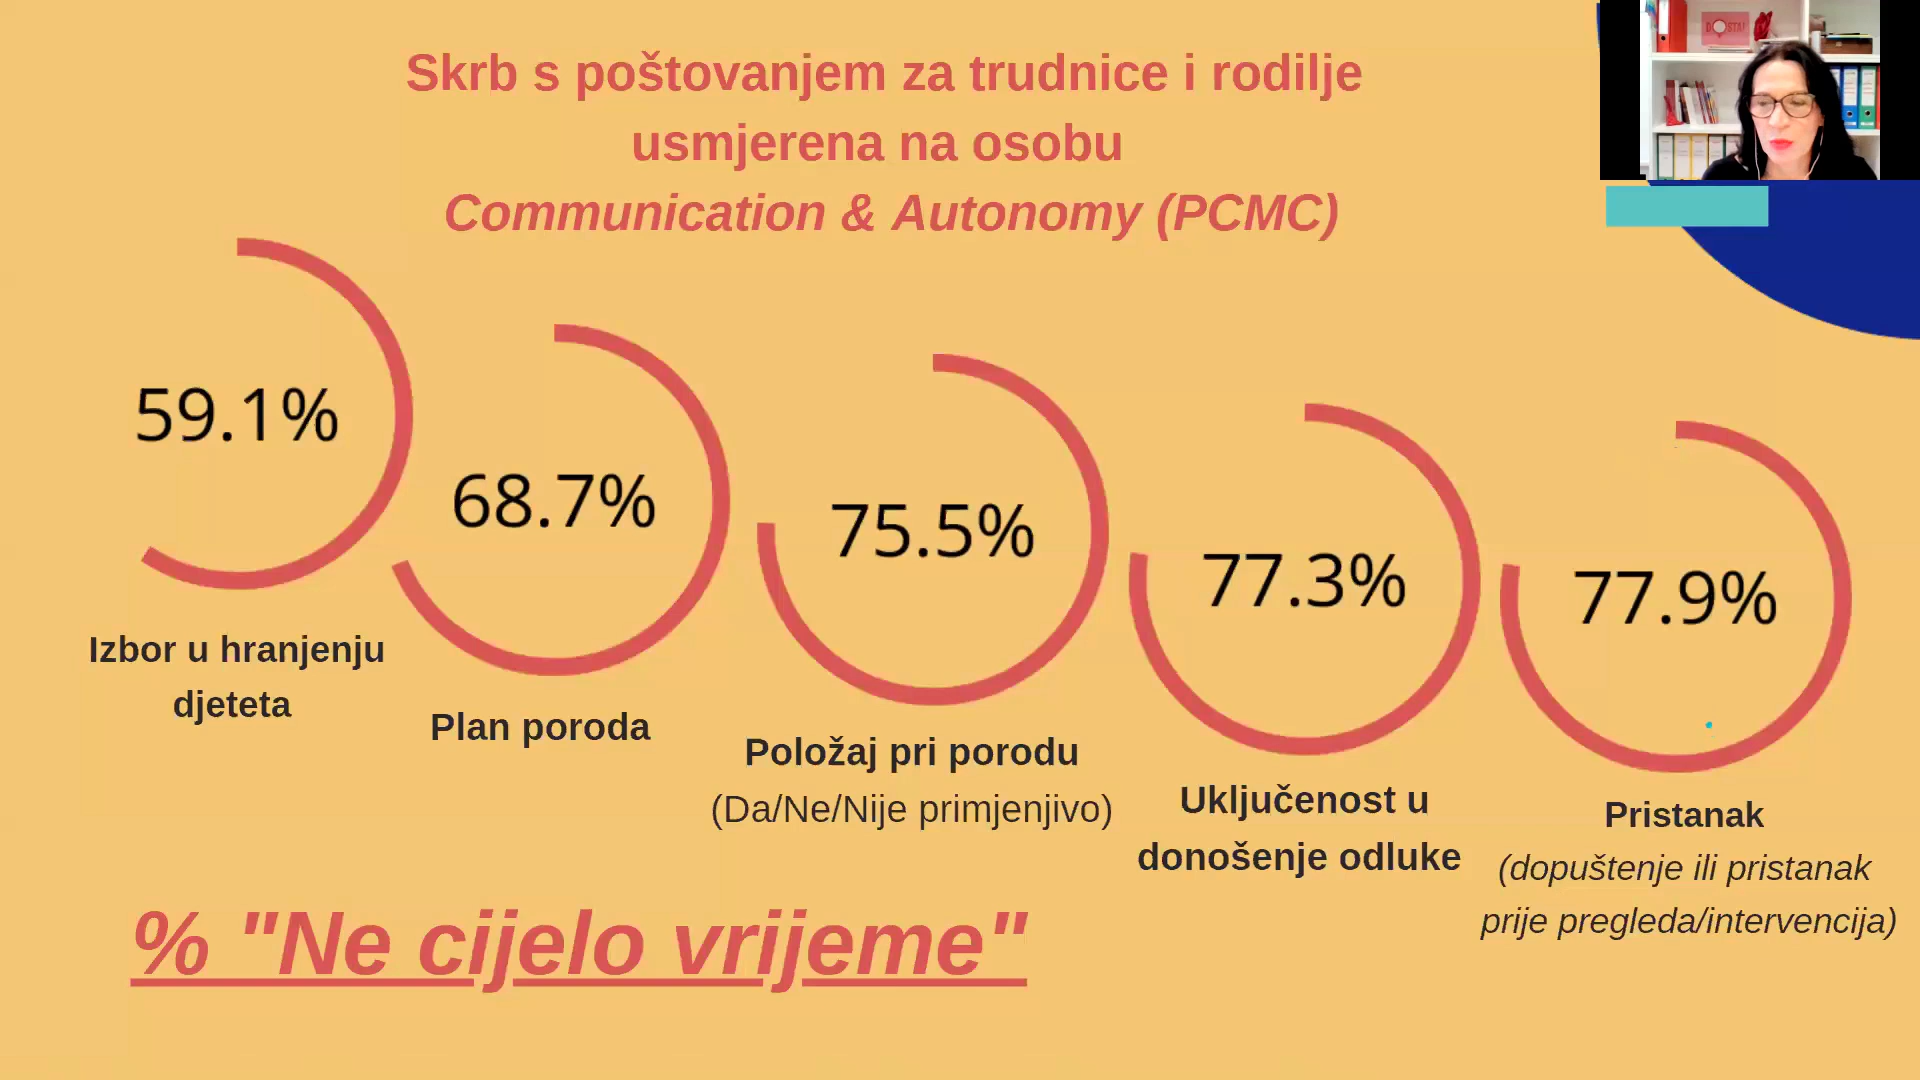 Skrb s poštovanjem za trudnice i rodilje
usmjerena na osobu
Communication & Autonomy (PCMC)
59.1%
Izbor u hranjenju
djeteta
68.7%
Plan poroda
75.5%
Položaj pri porodu
(Da/Ne/Nije primjenjivo)
77.3%
Uključenost u
donošenje odluke
77.9%
Pristanak
(dopuštenje ili pristanak
prije pregleda/intervencija)
% "Ne cijelo vrijeme"